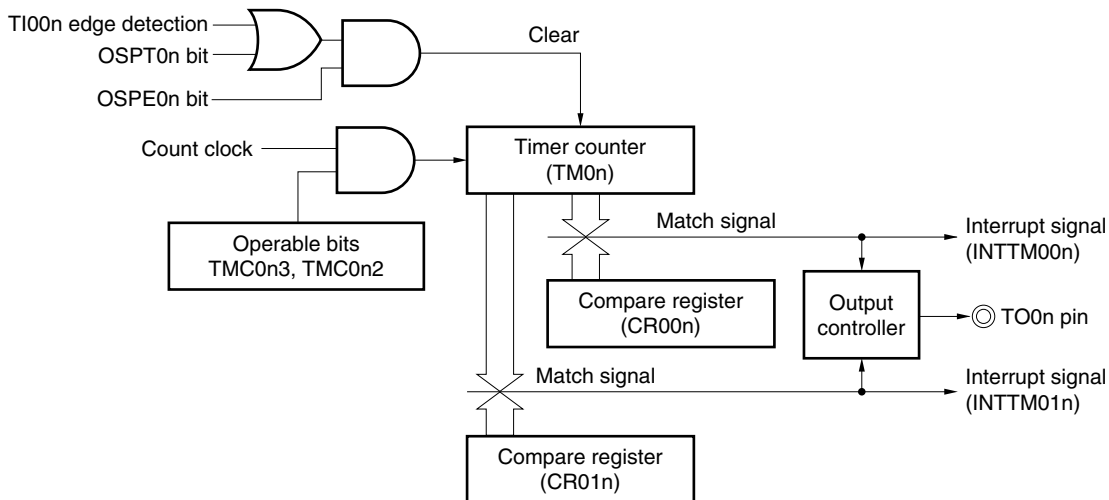 TI00n edge detection
OSPT0n bit
OSPE0n bit
Clear
Count clock
Timer counter
(TM0n)
Operable bits
TMC0n3, TMC0n2
Match signal
Interrupt signal
(INTTM00n)
Compare register
(CR00n)
Output
controller
TO0n pin
Match signal
Interrupt signal
(INTTM01n)
Compare register
(CR01n)